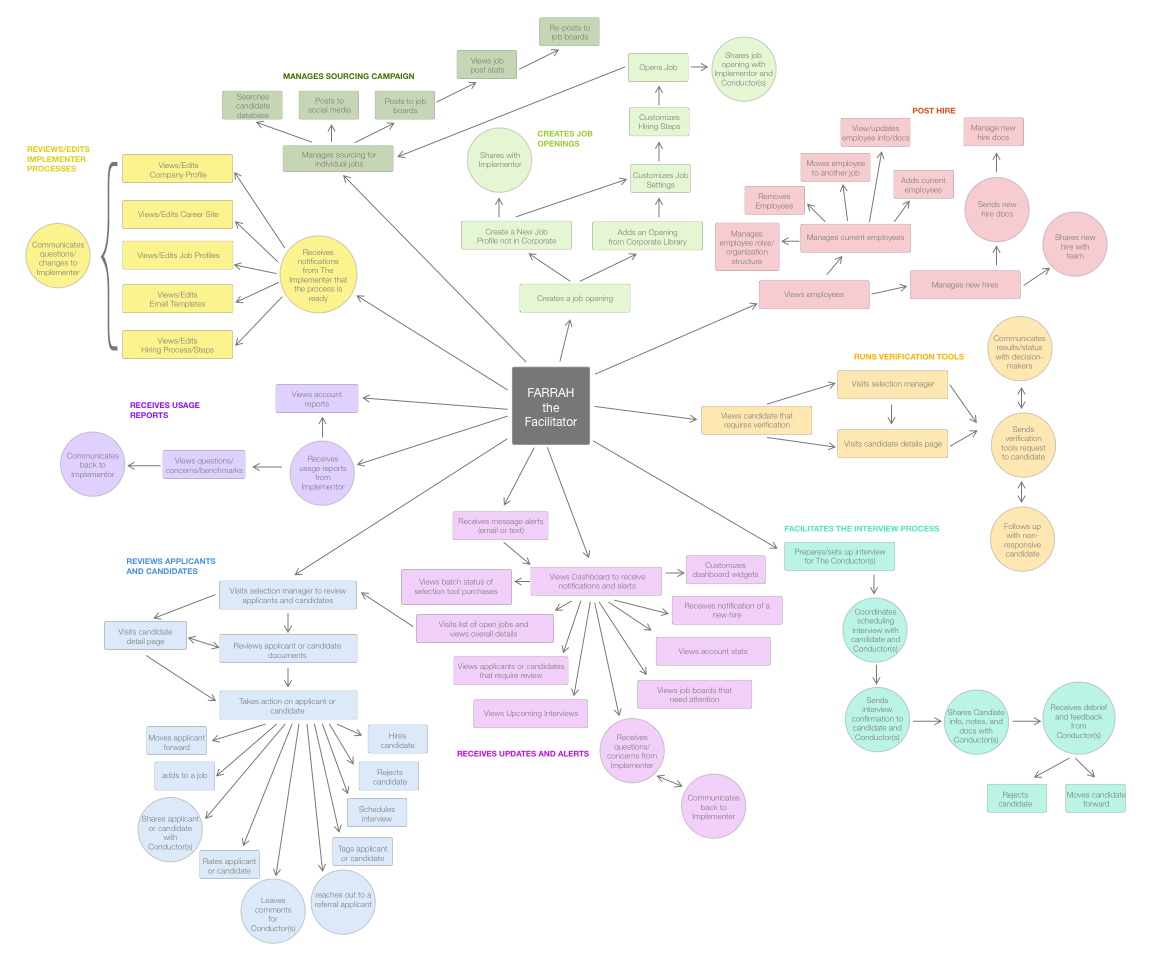 Re-posts to
job boards
Views job
post stats
MANAGES SOURCING CAMPAIGN
Searches
candidate
database
Posts to
social media
Posts to job
boards
Manages sourcing for
individual jobs
Opens Job
Shares job
opening with
Implementor and
Conductor(s)
Customizes
Hiring Steps
CREATES JOB
OPENINGS
Shares with
Implementor
Customizes Job
Settings
Create a New Job
Profile not in Corporate
Adds an Opening
from Corporate Library
Creates a job opening
POST HIRE
View/updates
employee info/docs
Manage new
hire docs
Moves employee
to another job
Adds current
employees
Removes
Employees
Sends new
hire docs
Manages
employee roles/
organization
structure
Manages current employees
Shares new
hire with
team
Views employees
Manages new hires
REVIEWS/EDITS
IMPLEMENTER
PROCESSES
Views/Edits
Company Profile
Views/Edits Career Site
Communicates
questions/
changes to
Implementer
Views/Edits Job Profiles
Views/Edits
Email Templates
Views/Edits
Hiring Process/Steps
Receives
notifications
from The
Implementer that
the process is
ready
FARRAH
the
Facilitator
RUNS VERIFICATION TOOLS
Communicates
results/status
with decision-
makers
Visits selection manager
Views candidate that
requires verification
Visits candidate details page
Sends
verification
tools request
to candidate
Follows up
with non-
responsive
candidate
RECEIVES USAGE
REPORTS
Views account
reports
Communicates
back to
Implementor
Views questions/
concerns/benchmarks
Receives
usage reports
from
Implementor
FACILITATES THE INTERVIEW PROCESS
Prepares/sets up interview
for The Conductor(s)
Coordinates
scheduling
interview with
candidate and
Conductor(s)
Sends
interview
confirmation to
candidate and
Conductor(s)
Shares Candiate
info, notes, and
docs with
Conductor(s)
Receives debrief
and feedback
from
Conductor(s)
Rejects
candidate
Moves candidate
forward
Receives message alerts
(email or text)
Views Dashboard to receive
notifications and alerts
Customizes
dashboard widgets
Views batch status of
selection tool purchases
Receives notification of a
new hire
Visits list of open jobs and
views overall details
Views account stats
Views applicants or candidates
that require review
Views job boards that
need attention
Views Upcoming Interviews
RECEIVES UPDATES AND ALERTS
Receives
questions/
concerns from
Implementer
Communicates
back to
Implementer
REVIEWS APPLICANTS
AND CANDIDATES
Visits selection manager to review
applicants and candidates
Visits candidate
detail page
Reviews applicant or candidate
documents
Takes action on applicant or
candidate
Moves applicant
forward
Hires
candidate
adds to a job
Rejects
candidate
Shares applicant
or candidate
with
Conductor(s)
Schedules
interview
Rates applicant
or candidate
Tags applicant
or candidate
Leaves
comments
for
Conductor(s)
reaches out to a
referral applicant